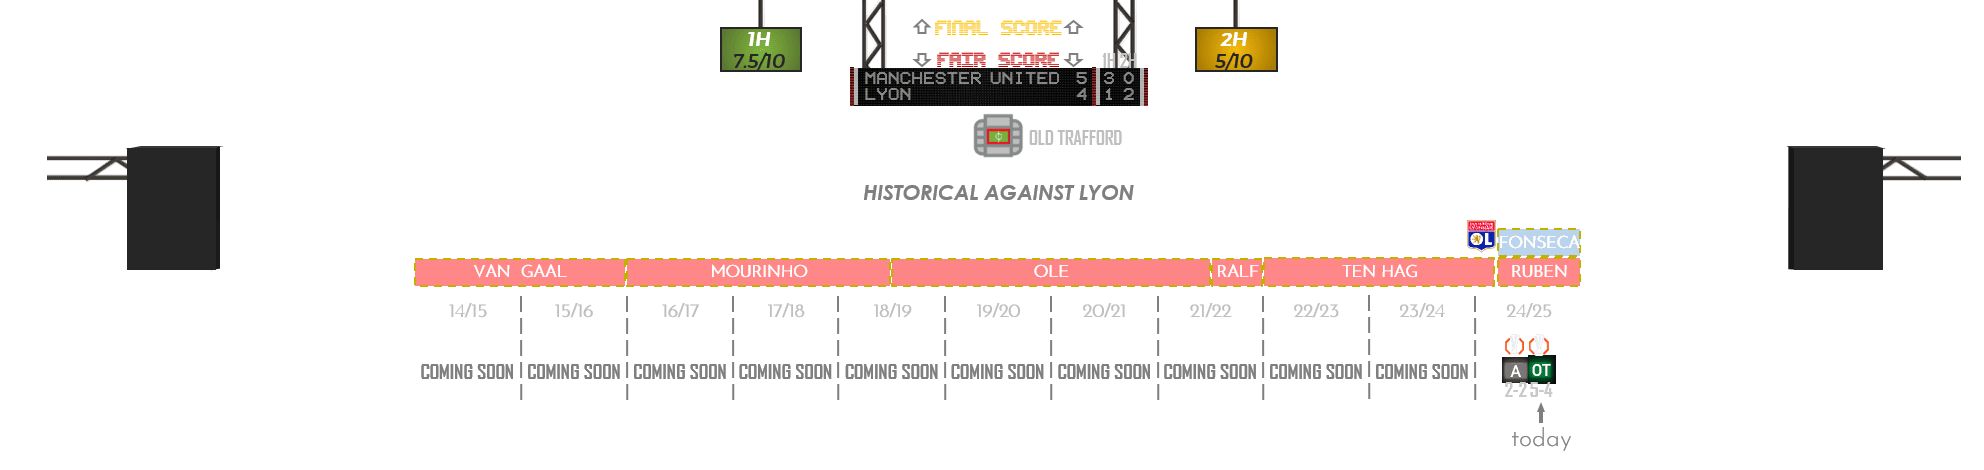 FINAL SCORE
1H
7.5/10
2H
5/10
FAIR SCORE
1H 2H
MANCHESTER UNITED 5 3 0
LYON 4 1 2
OLD TRAFFORD
HISTORICAL AGAINST LYON
OL
FONSECA
VAN GAAL MOURINHO OLE RALF TEN HAG RUBEN
14/15 15/16 16/17 17/18 18/19 19/20 20/21 21/22 22/23 23/24 24/25
COMING SOON COMING SOON COMING SOON COMING SOON COMING SOON COMING SOON COMING SOON COMING SOON COMING SOON COMING SOON
A OT
2-2 5-4
today